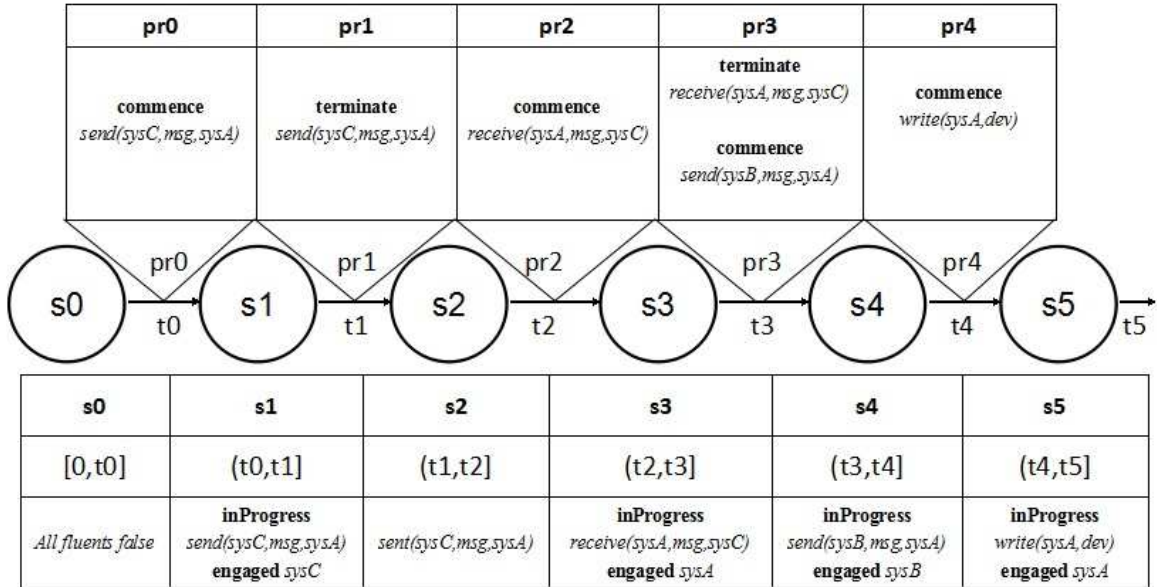 pr0 pr1 pr2 pr3 pr4
commence
send(sysC,msg,sysA)
terminate
send(sysC,msg,sysA)
commence
receive(sysA,msg,sysC)
terminate
receive(sysA,msg,sysC)
commence
send(sysB,msg,sysA)
commence
write(sysA,dev)
pr0 pr1 pr2 pr3 pr4
s0 s1 s2 s3 s4 s5
t0 t1 t2 t3 t4 t5
s0 s1 s2 s3 s4 s5
[0,t0] (t0,t1] (t1,t2] (t2,t3] (t3,t4] (t4,t5]
All fluents false
inProgress
send(sysC,msg,sysA)
engaged sysC
sent(sysC,msg,sysA)
inProgress
receive(sysA,msg,sysC)
engaged sysA
inProgress
send(sysB,msg,sysA)
engaged sysB
inProgress
write(sysA,dev)
engaged sysA